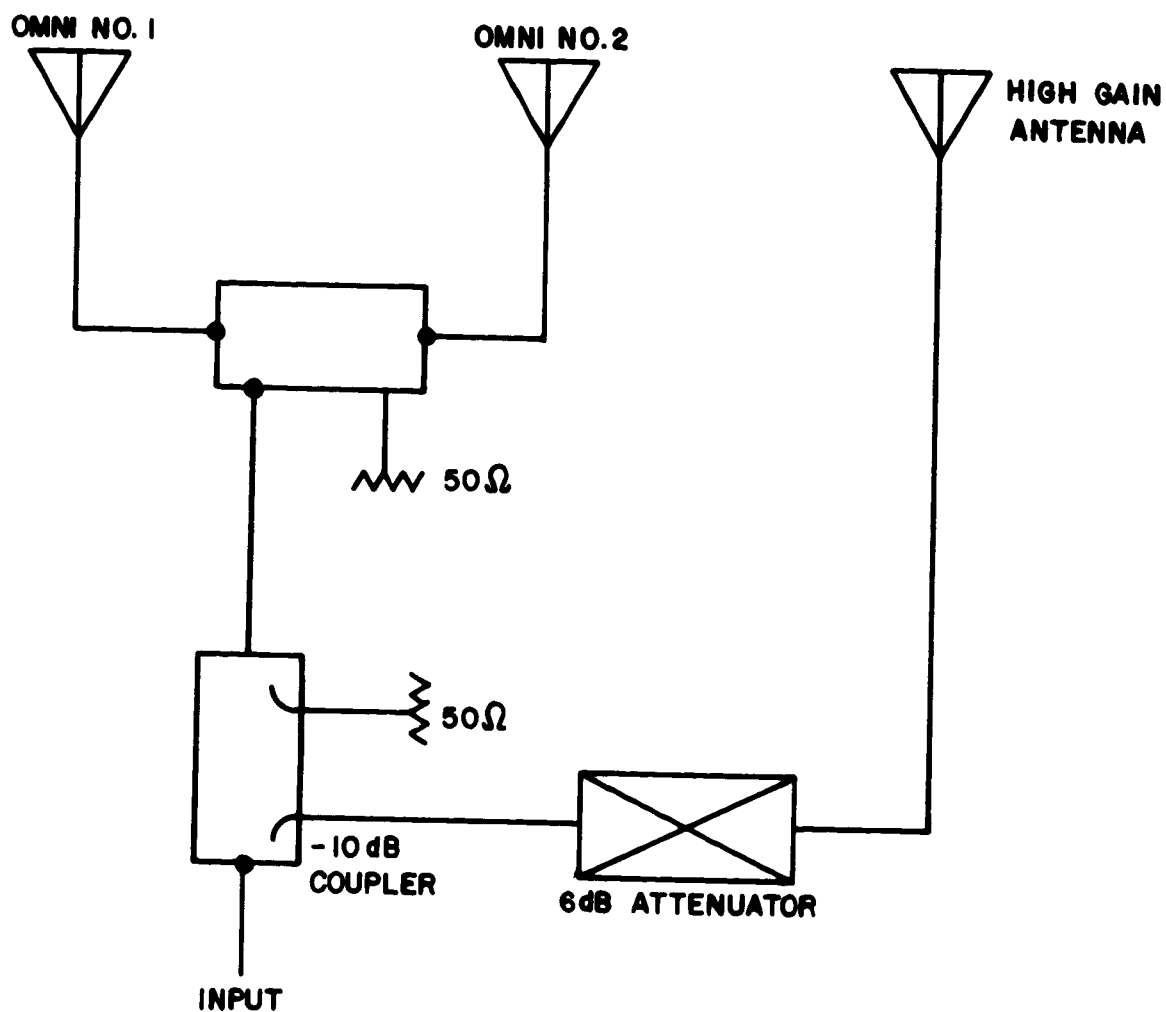 OMNI NO. 1
OMNI NO. 2
HIGH GAIN
ANTENNA
50Ω
50Ω
-10 dB
COUPLER
6dB ATTENUATOR
INPUT